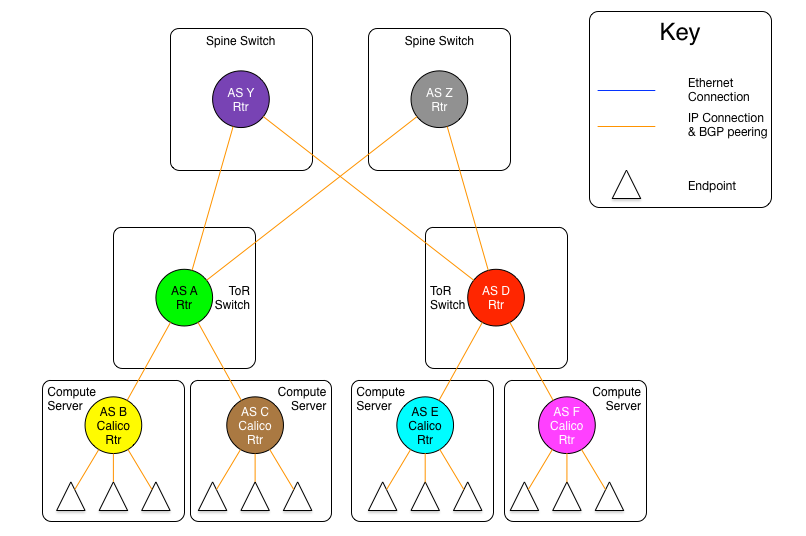 Spine Switch
Spine Switch
Key
AS Y
Rtr
AS Z
Rtr
Ethernet
Connection
IP Connection
& BGP peering
Endpoint
AS A
Rtr
ToR
Switch
ToR
Switch
AS D
Rtr
Compute
Server
AS B
Calico
Rtr
Compute
Server
AS C
Calico
Rtr
Compute
Server
AS E
Calico
Rtr
Compute
Server
AS F
Calico
Rtr